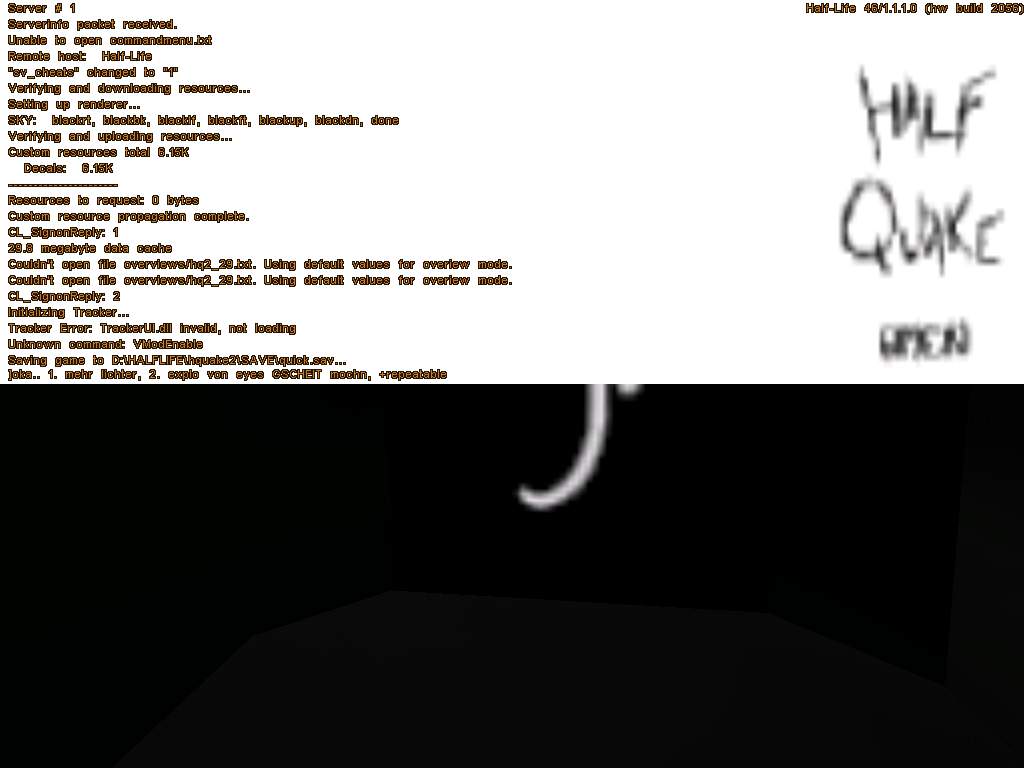 Server # 1
Serverinfo packet received.
Unable to open commandmenu.txt
Remote host: Half-Life
"sv_cheats" changed to "1"
Verifying and downloading resources...
Setting up renderer...
SKY: blackrt, blackbk, blacklf, blackft, blackup, blackdn, done
Verifying and uploading resources...
Custom resources total 6.15K
Decals: 6.15K
----------------------
Resources to request: 0 bytes
Custom resource propagation complete.
CL_SignonReply: 1
29.8 megabyte data cache
Couldn't open file overviews/hq2_29.txt. Using default values for overiew mode.
Couldn't open file overviews/hq2_29.txt. Using default values for overiew mode.
CL_SignonReply: 2
Initializing Tracker...
Tracker Error: TrackerUI.dll invalid, not loading
Unknown command: VModEnable
Saving game to D:\HALFLIFE\hquake2\SAVE\quick.sav...
joka.. 1. mehr lichter, 2. explo von eyes GSCHEIT mochn, +repeatable
Half-Life 46/1.1.1.0 (hw build 2056)
HALF
QUAKE
AMEN